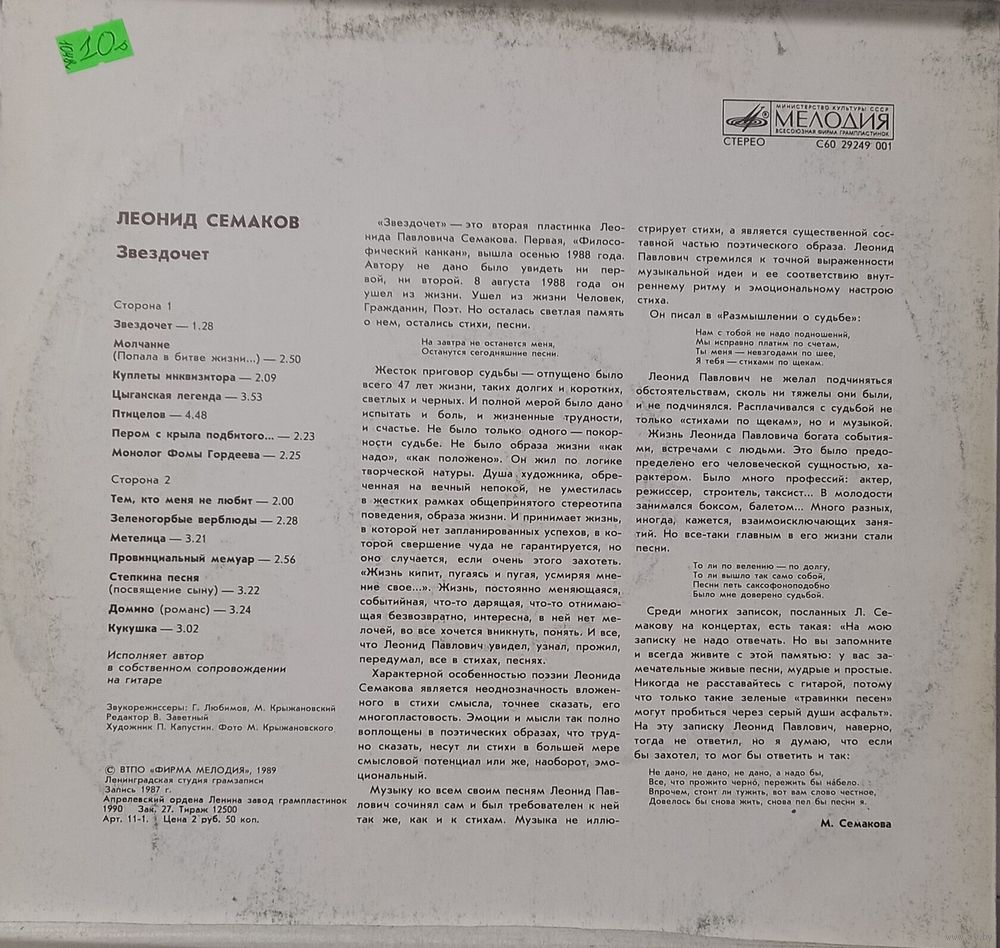 10р
МИНИСТЕРСТВО КУЛЬТУРЫ СССР
МЕЛОДИЯ
ВСЕСОЮЗНАЯ ФИРМА ГРАМПЛАСТИНОК
СТЕРЕО
С60 29249 001
ЛЕОНИД СЕМАКОВ
Звездочет
Сторона 1
Звездочет — 1.28
Молчание
(Попала в битве жизни...) — 2.50
Куплеты инквизитора — 2.09
Цыганская легенда — 3.53
Птицелов — 4.48
Пером с крыла подбитого... — 2.23
Монолог Фомы Гордеева — 2.25
Сторона 2
Тем, кто меня не любит — 2.00
Зеленогорбые верблюды — 2.28
Метелица — 3.21
Провинциальный мемуар — 2.56
Степкина песня
(посвящение сыну) — 3.22
Домино (романс) — 3.24
Кукушка — 3.02
Исполняет автор
в собственном сопровождении
на гитаре
Звукорежиссеры: Г. Любимов, М. Крыжановский
Редактор В. Заветный
Художник П. Капустин. Фото М. Крыжановского
© ВТПО «ФИРМА МЕЛОДИЯ», 1989
Ленинградская студия грамзаписи
Запись 1987 г.
Апрелевский ордена Ленина завод грампластинок
1990 Зак. 27. Тираж 12500
Арт. 11-1. Цена 2 руб. 50 коп.
«Звездочет» — это вторая пластинка Лео-
нида Павловича Семакова. Первая, «Филосо-
фический канкан», вышла осенью 1988 года.
Автору не дано было увидеть ни пер-
вой, ни второй. 8 августа 1988 года он
ушел из жизни. Ушел из жизни Человек,
Гражданин, Поэт. Но осталась светлая память
о нем, остались стихи, песни.
На завтра не останется меня,
Останутся сегодняшние песни.
Жесток приговор судьбы — отпущено было
всего 47 лет жизни, таких долгих и коротких,
светлых и черных. И полной мерой было дано
испытать и боль, и жизненные трудности,
и счастье. Не было только одного — покор-
ности судьбе. Не было образа жизни «как
надо», «как положено». Он жил по логике
творческой натуры. Душа художника, обре-
ченная на вечный непокой, не уместилась
в жестких рамках общепринятого стереотипа
поведения, образа жизни. И принимает жизнь,
в которой нет запланированных успехов, в ко-
торой свершение чуда не гарантируется, но
оно случается, если очень этого захотеть.
«Жизнь кипит, пугаясь и пугая, усмиряя мне-
ние свое...». Жизнь, постоянно меняющаяся,
событийная, что-то дарящая, что-то отнимаю-
щая безвозвратно, интересна, в ней нет ме-
лочей, во все хочется вникнуть, понять. И все,
что Леонид Павлович увидел, узнал, прожил,
передумал, все в стихах, песнях.
Характерной особенностью поэзии Леонида
Семакова является неоднозначность вложен-
ного в стихи смысла, точнее сказать, его
многопластовость. Эмоции и мысли так полно
воплощены в поэтических образах, что труд-
но сказать, несут ли стихи в большей мере
смысловой потенциал или же, наоборот, эмо-
циональный.
Музыку ко всем своим песням Леонид Пав-
лович сочинял сам и был требователен к ней
так же, как и к стихам. Музыка не иллю-
стрирует стихи, а является существенной сос-
тавной частью поэтического образа. Леонид
Павлович стремился к точной выраженности
музыкальной идеи и ее соответствию внут-
реннему ритму и эмоциональному настрою
стиха.
Он писал в «Размышлении о судьбе»:
Нам с тобой не надо подношений,
Мы исправно платим по счетам,
Ты меня — невзгодами по шее,
Я тебя — стихами по щекам.
Леонид Павлович не желал подчиняться
обстоятельствам, сколь ни тяжелы они были,
и не подчинялся. Расплачивался с судьбой не
только «стихами по щекам», но и музыкой.
Жизнь Леонида Павловича богата события-
ми, встречами с людьми. Это было предо-
пределено его человеческой сущностью, ха-
рактером. Было много профессий: актер,
режиссер, строитель, таксист... В молодости
занимался боксом, балетом... Много разных,
иногда, кажется, взаимоисключающих заня-
тий. Но все-таки главным в его жизни стали
песни.
То ли по велению — по долгу,
То ли вышло так само собой,
Песни петь саксофоноподобно
Было мне доверено судьбой.
Среди многих записок, посланных Л. Се-
макову на концертах, есть такая: «На мою
записку не надо отвечать. Но вы запомните
и всегда живите с этой памятью: у вас за-
мечательные живые песни, мудрые и простые.
Никогда не расставайтесь с гитарой, потому
что только такие зеленые «травинки песен»
могут пробиться через серый души асфальт».
На эту записку Леонид Павлович, наверно,
тогда не ответил, но я думаю, что если
бы захотел, то мог бы ответить и так:
Не дано, не дано, не дано, а надо бы,
Все, что прожито черно́, пережить бы на́бело.
Впрочем, стоит ли тужить, вот вам слово честное,
Довелось бы снова жить, снова пел бы песни я.
М. Семакова